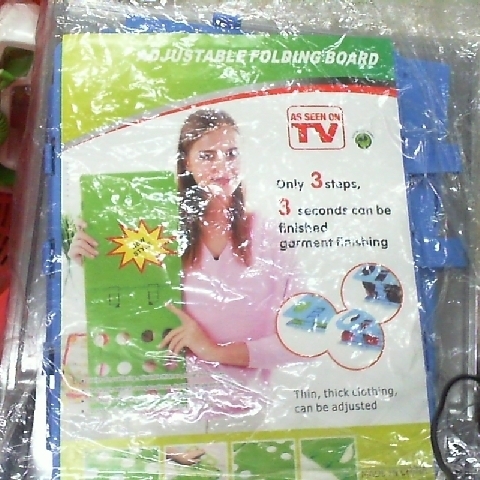 ADJUSTABLE FOLDING BOARD
AS SEEN ON
TV
Only 3 steps,
3 seconds can be
finished
garment finishing
Thin, thick clothing,
can be adjusted